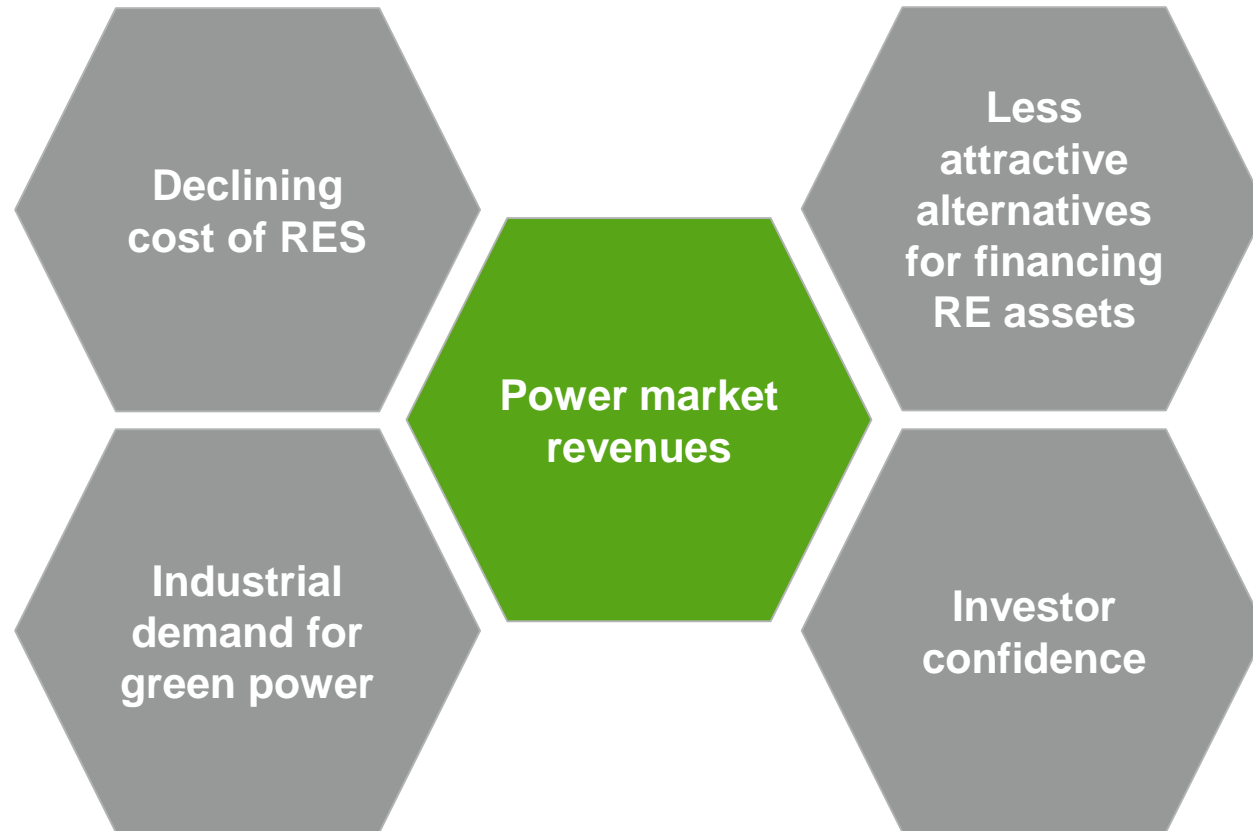 Declining
cost of RES
Less
attractive
alternatives
for financing
RE assets
Power market
revenues
Industrial
demand for
green power
Investor
confidence